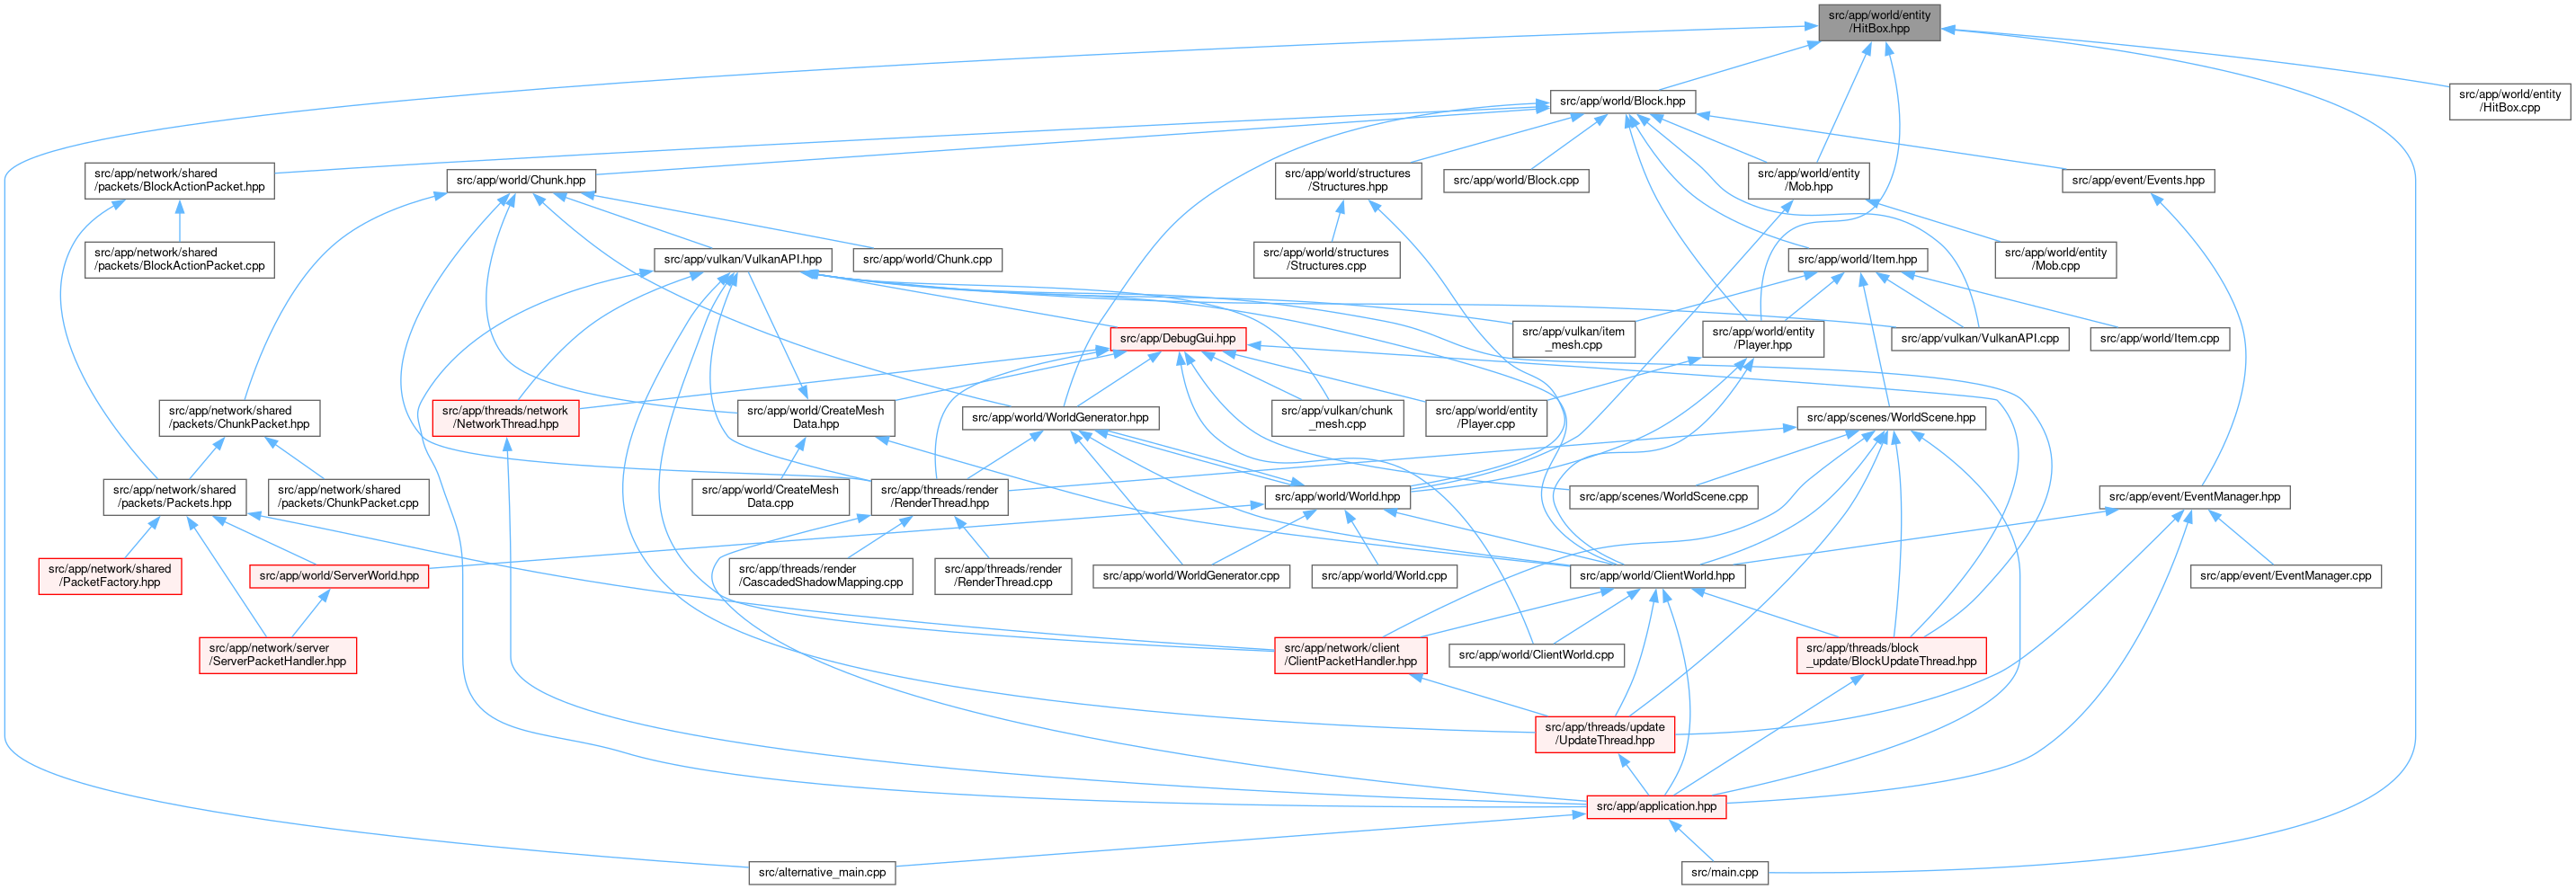 src/app/world/entity
/HitBox.hpp
src/app/world/Block.hpp
src/app/world/entity
/HitBox.cpp
src/app/network/shared
/packets/BlockActionPacket.hpp
src/app/world/Chunk.hpp
src/app/world/structures
/Structures.hpp
src/app/world/Block.cpp
src/app/world/entity
/Mob.hpp
src/app/event/Events.hpp
src/app/network/shared
/packets/BlockActionPacket.cpp
src/app/vulkan/VulkanAPI.hpp
src/app/world/Chunk.cpp
src/app/world/structures
/Structures.cpp
src/app/world/Item.hpp
src/app/world/entity
/Mob.cpp
src/app/DebugGui.hpp
src/app/vulkan/item
_mesh.cpp
src/app/world/entity
/Player.hpp
src/app/vulkan/VulkanAPI.cpp
src/app/world/Item.cpp
src/app/network/shared
/packets/ChunkPacket.hpp
src/app/threads/network
/NetworkThread.hpp
src/app/world/CreateMesh
Data.hpp
src/app/world/WorldGenerator.hpp
src/app/vulkan/chunk
_mesh.cpp
src/app/world/entity
/Player.cpp
src/app/scenes/WorldScene.hpp
src/app/network/shared
/packets/Packets.hpp
src/app/network/shared
/packets/ChunkPacket.cpp
src/app/world/CreateMesh
Data.cpp
src/app/threads/render
/RenderThread.hpp
src/app/world/World.hpp
src/app/scenes/WorldScene.cpp
src/app/event/EventManager.hpp
src/app/network/shared
/PacketFactory.hpp
src/app/world/ServerWorld.hpp
src/app/threads/render
/CascadedShadowMapping.cpp
src/app/threads/render
/RenderThread.cpp
src/app/world/WorldGenerator.cpp
src/app/world/World.cpp
src/app/world/ClientWorld.hpp
src/app/event/EventManager.cpp
src/app/network/server
/ServerPacketHandler.hpp
src/app/network/client
/ClientPacketHandler.hpp
src/app/world/ClientWorld.cpp
src/app/threads/block
_update/BlockUpdateThread.hpp
src/app/threads/update
/UpdateThread.hpp
src/app/application.hpp
src/alternative_main.cpp
src/main.cpp